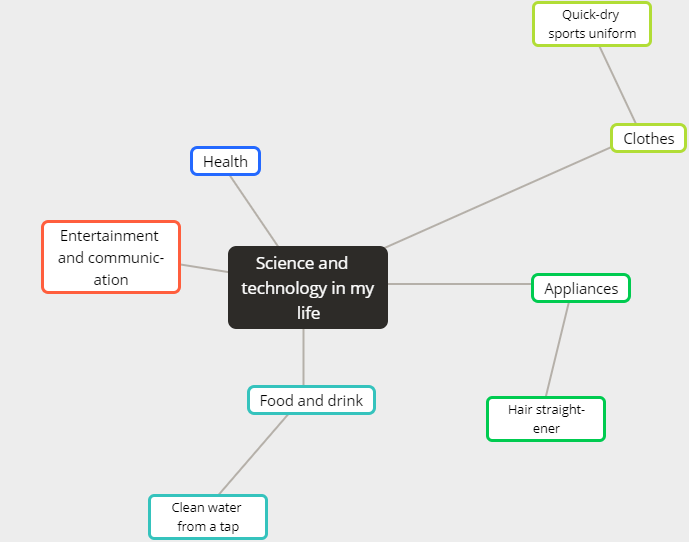 Quick-dry
sports uniform
Clothes
Health
Entertainment
and communic-
ation
Science and
technology in my
life
Appliances
Food and drink
Hair straight-
ener
Clean water
from a tap